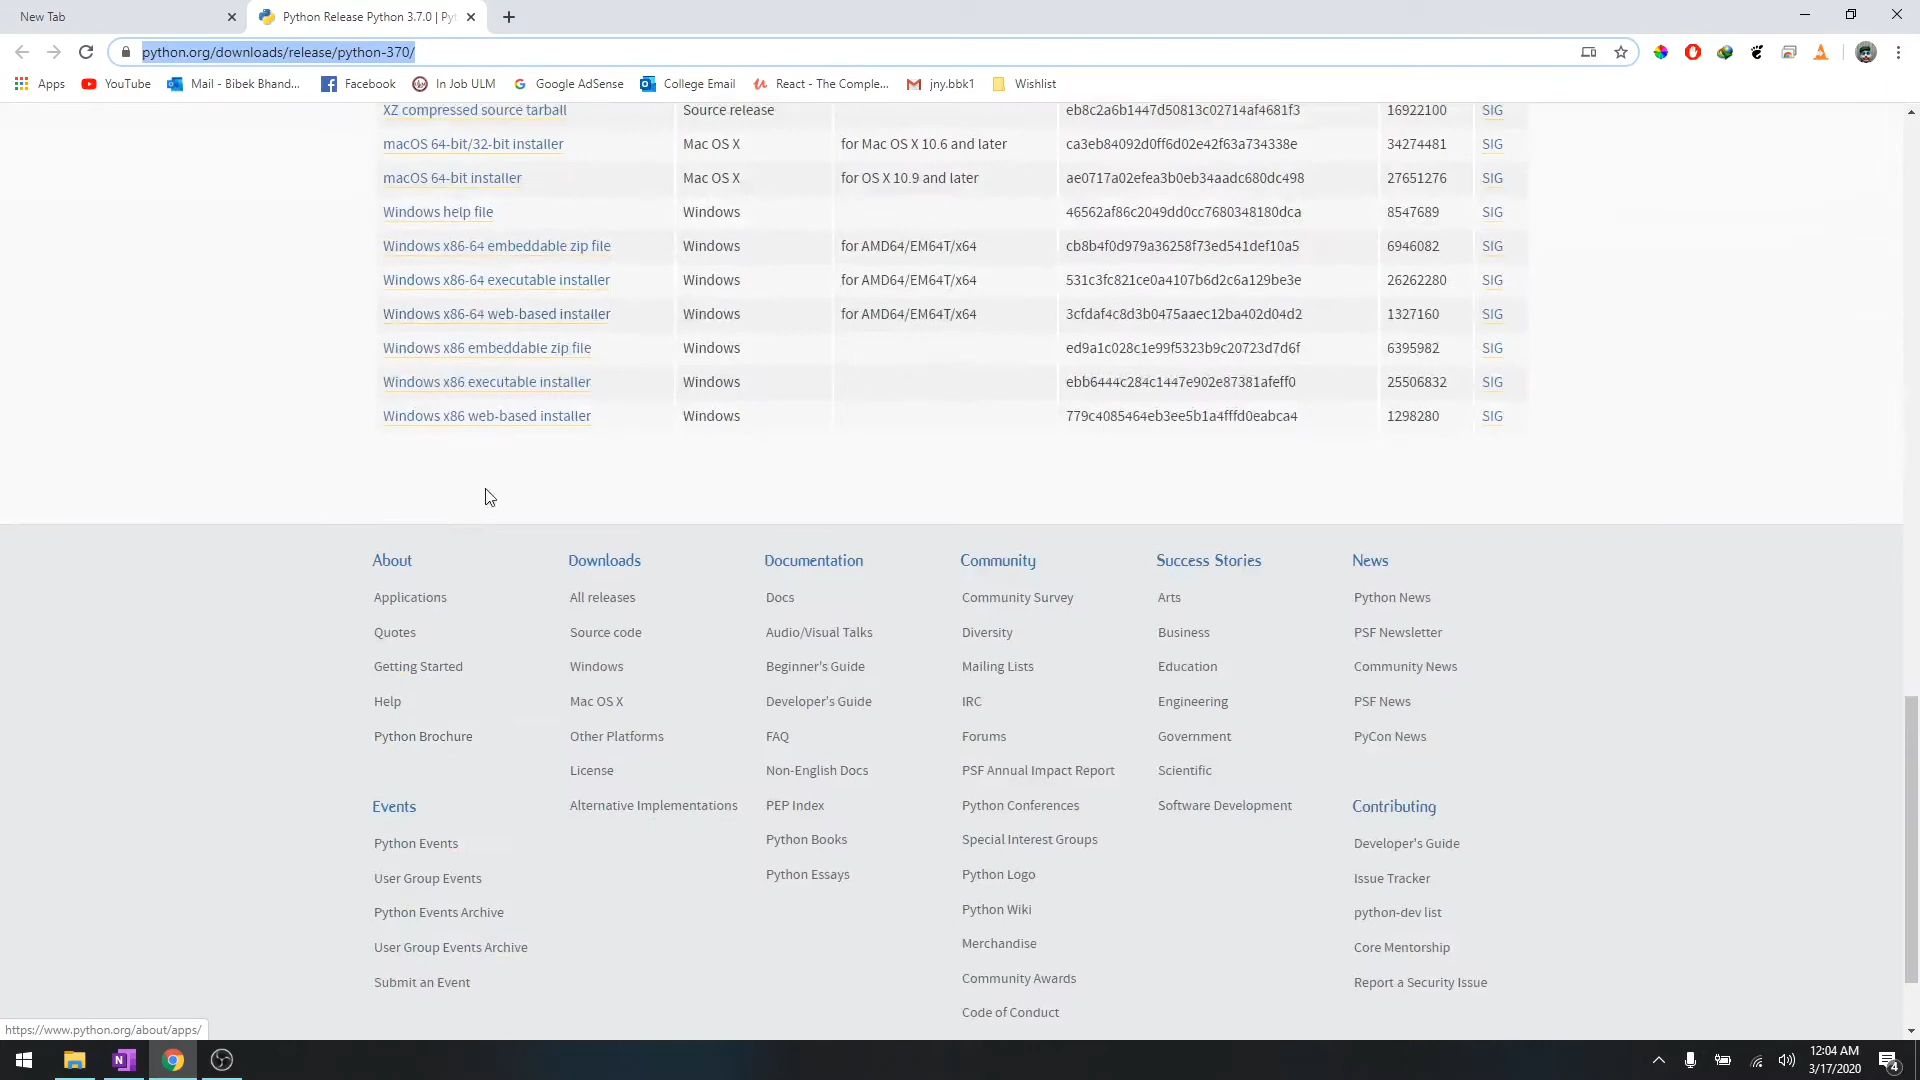 New Tab
Python Release Python 3.7.0 | Pyt
python.org/downloads/release/python-370/
Apps YouTube Mail - Bibek Bhand... Facebook In Job ULM Google AdSense College Email React - The Comple... jny.bbk1 Wishlist
XZ compressed source tarball Source release eb8c2a6b1447d50813c02714af4681f3 16922100 SIG
macOS 64-bit/32-bit installer Mac OS X for Mac OS X 10.6 and later ca3eb84092d0ff6d02e42f63a734338e 34274481 SIG
macOS 64-bit installer Mac OS X for OS X 10.9 and later ae0717a02efea3b0eb34aadc680dc498 27651276 SIG
Windows help file Windows 46562af86c2049dd0cc7680348180dca 8547689 SIG
Windows x86-64 embeddable zip file Windows for AMD64/EM64T/x64 cb8b4f0d979a36258f73ed541def10a5 6946082 SIG
Windows x86-64 executable installer Windows for AMD64/EM64T/x64 531c3fc821ce0a4107b6d2c6a129be3e 26262280 SIG
Windows x86-64 web-based installer Windows for AMD64/EM64T/x64 3cfdaf4c8d3b0475aaec12ba402d04d2 1327160 SIG
Windows x86 embeddable zip file Windows ed9a1c028c1e99f5323b9c20723d7d6f 6395982 SIG
Windows x86 executable installer Windows ebb6444c284c1447e902e87381afeff0 25506832 SIG
Windows x86 web-based installer Windows 779c4085464eb3ee5b1a4fffd0eabca4 1298280 SIG
About
Applications
Quotes
Getting Started
Help
Python Brochure
Events
Python Events
User Group Events
Python Events Archive
User Group Events Archive
Submit an Event
Downloads
All releases
Source code
Windows
Mac OS X
Other Platforms
License
Alternative Implementations
Documentation
Docs
Audio/Visual Talks
Beginner's Guide
Developer's Guide
FAQ
Non-English Docs
PEP Index
Python Books
Python Essays
Community
Community Survey
Diversity
Mailing Lists
IRC
Forums
PSF Annual Impact Report
Python Conferences
Special Interest Groups
Python Logo
Python Wiki
Merchandise
Community Awards
Code of Conduct
Success Stories
Arts
Business
Education
Engineering
Government
Scientific
Software Development
News
Python News
PSF Newsletter
Community News
PSF News
PyCon News
Contributing
Developer's Guide
Issue Tracker
python-dev list
Core Mentorship
Report a Security Issue
https://www.python.org/about/apps/
N
12:04 AM
3/17/2020
4